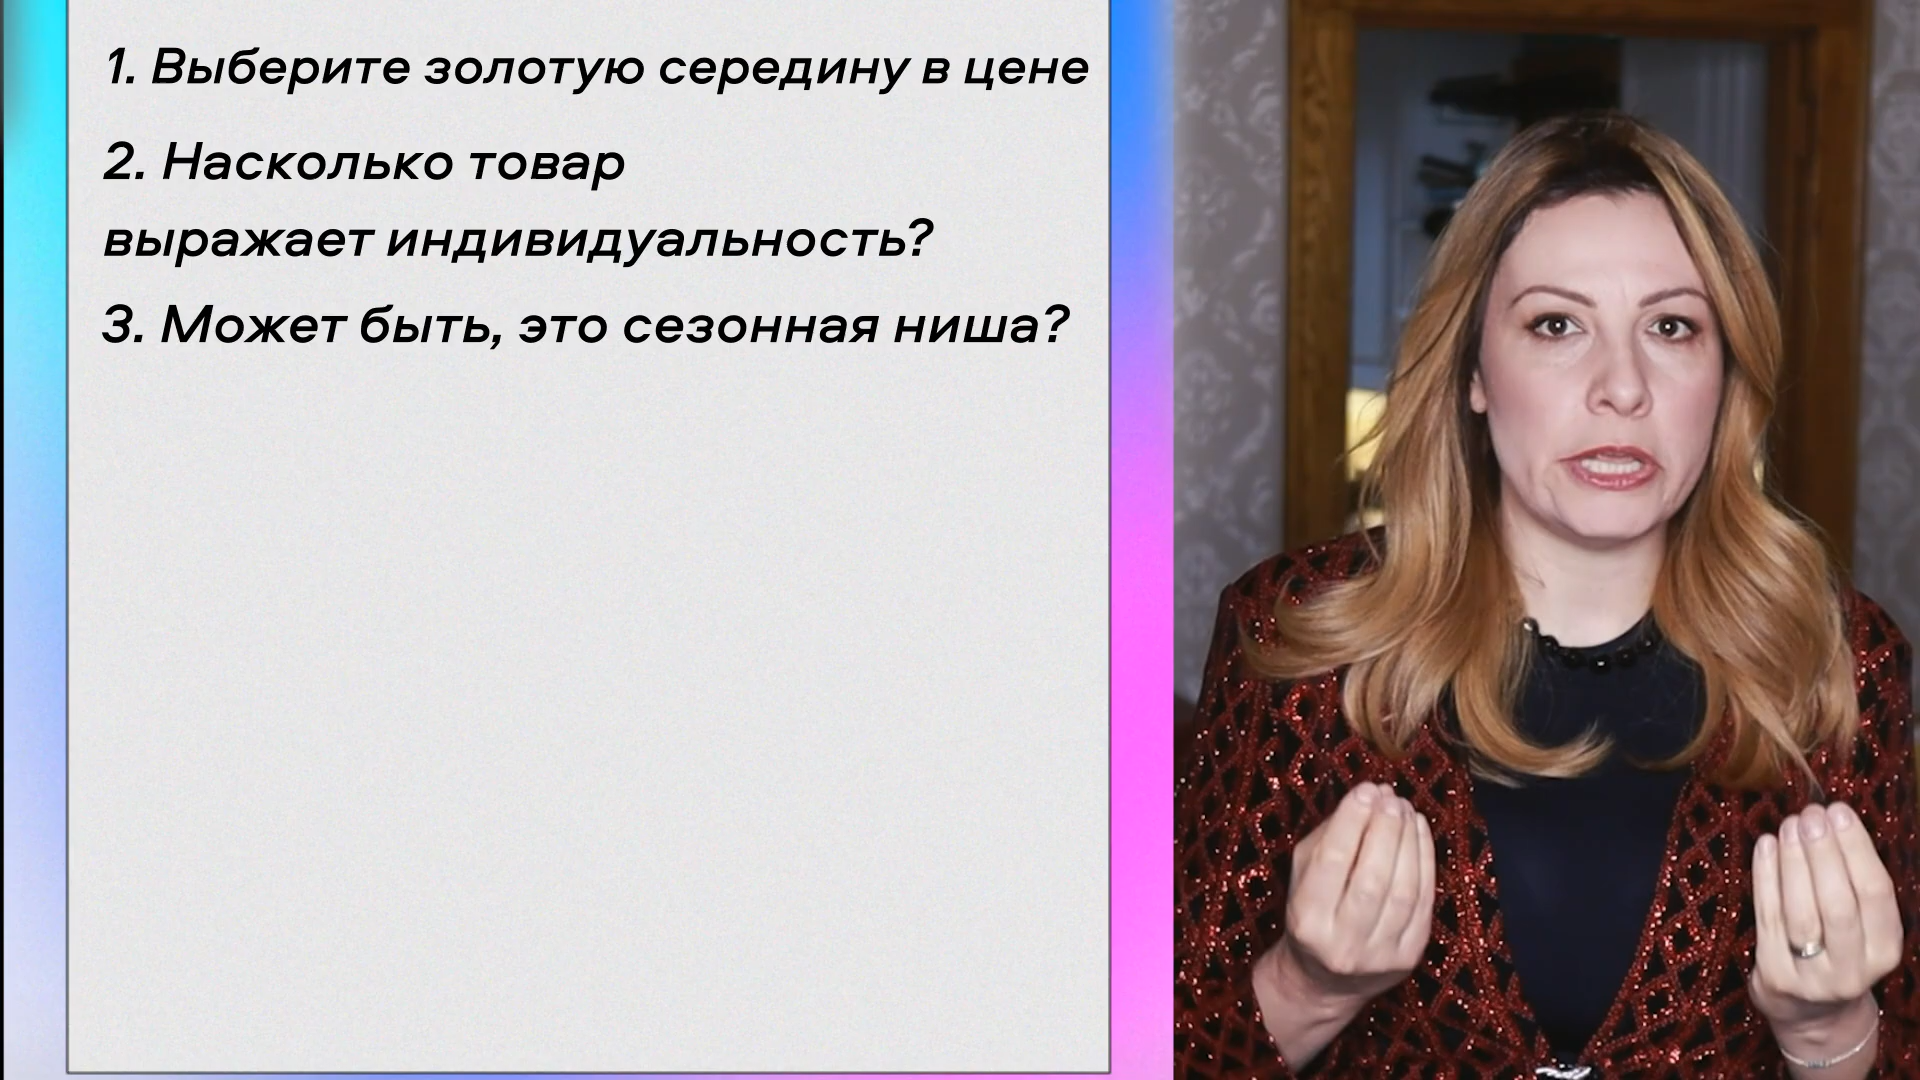 1. Выберите золотую середину в цене
2. Насколько товар
выражает индивидуальность?
3. Может быть, это сезонная ниша?